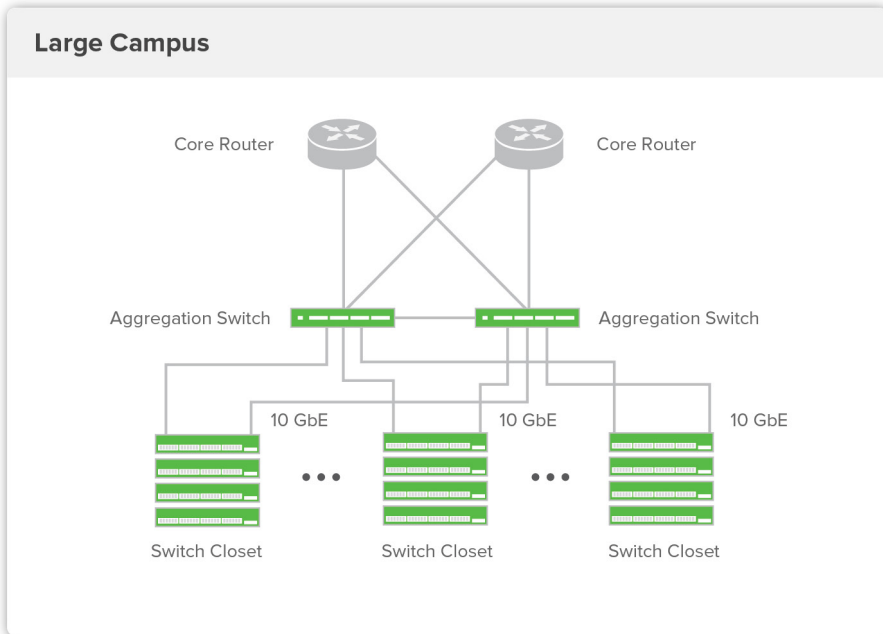 Large Campus
Core Router
Core Router
Aggregation Switch
Aggregation Switch
10 GbE
10 GbE
10 GbE
Switch Closet
Switch Closet
Switch Closet